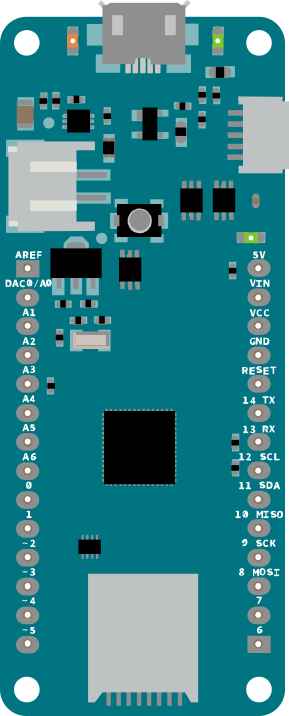 AREF
DAC0/A0
A1
A2
A3
A4
A5
A6
0
1
~2
~3
~4
~5
5V
VIN
VCC
GND
RESET
14 TX
13 RX
12 SCL
11 SDA
10 MISO
9 SCK
8 MOSI
7
6